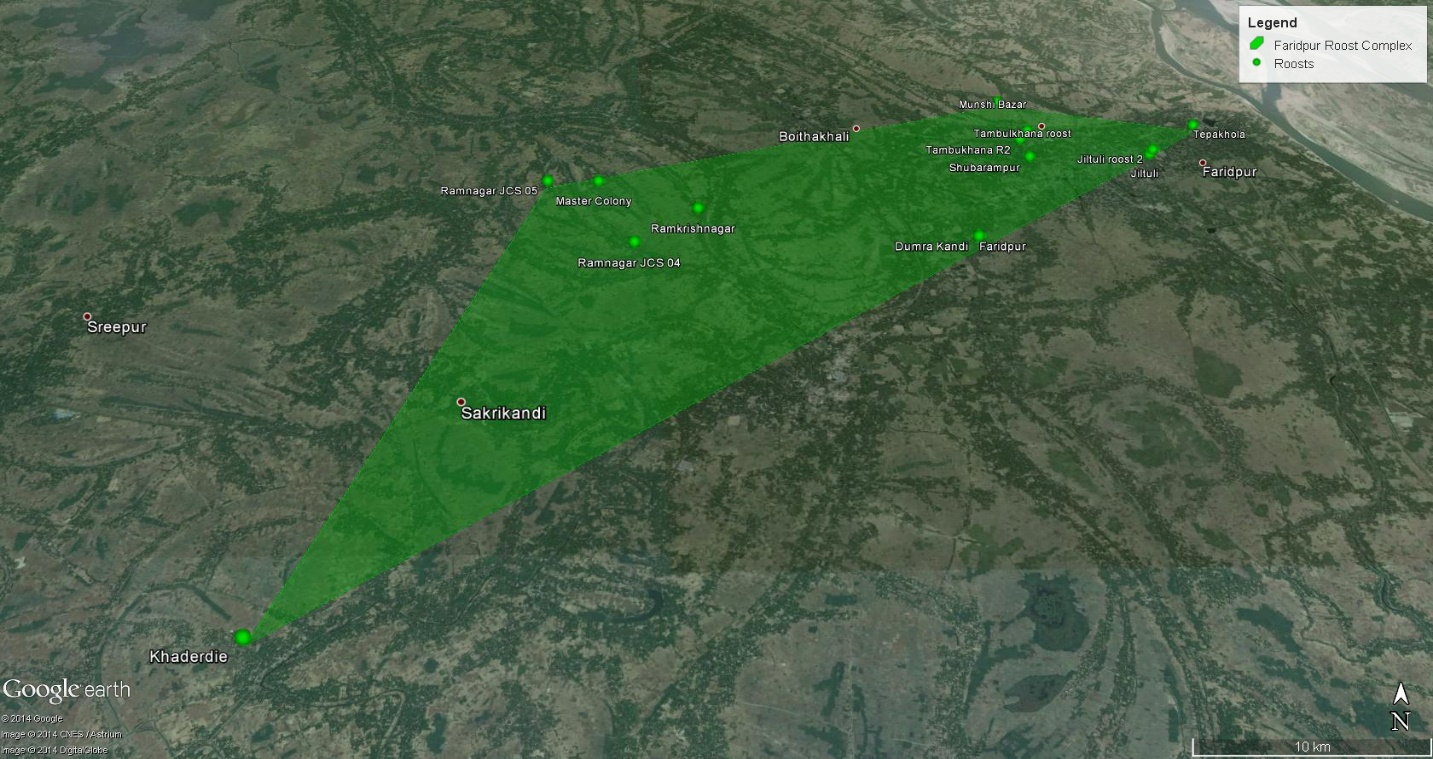 Legend
Faridpur Roost Complex
Roosts
Munshi Bazar
Boithakhali
Tambulkhana roost
Tepakhola
Tambukhana R2
Jiltuli roost 2
Shubarampur
Jiltuli
Faridpur
Ramnagar JCS 05
Master Colony
Ramkrishnagar
Dumra Kandi
Faridpur
Ramnagar JCS 04
Sreepur
Sakrikandi
Khaderdie
Google earth
© 2014 Google
Image © 2014 CNES / Astrium
Image © 2014 DigitalGlobe
N
10 km